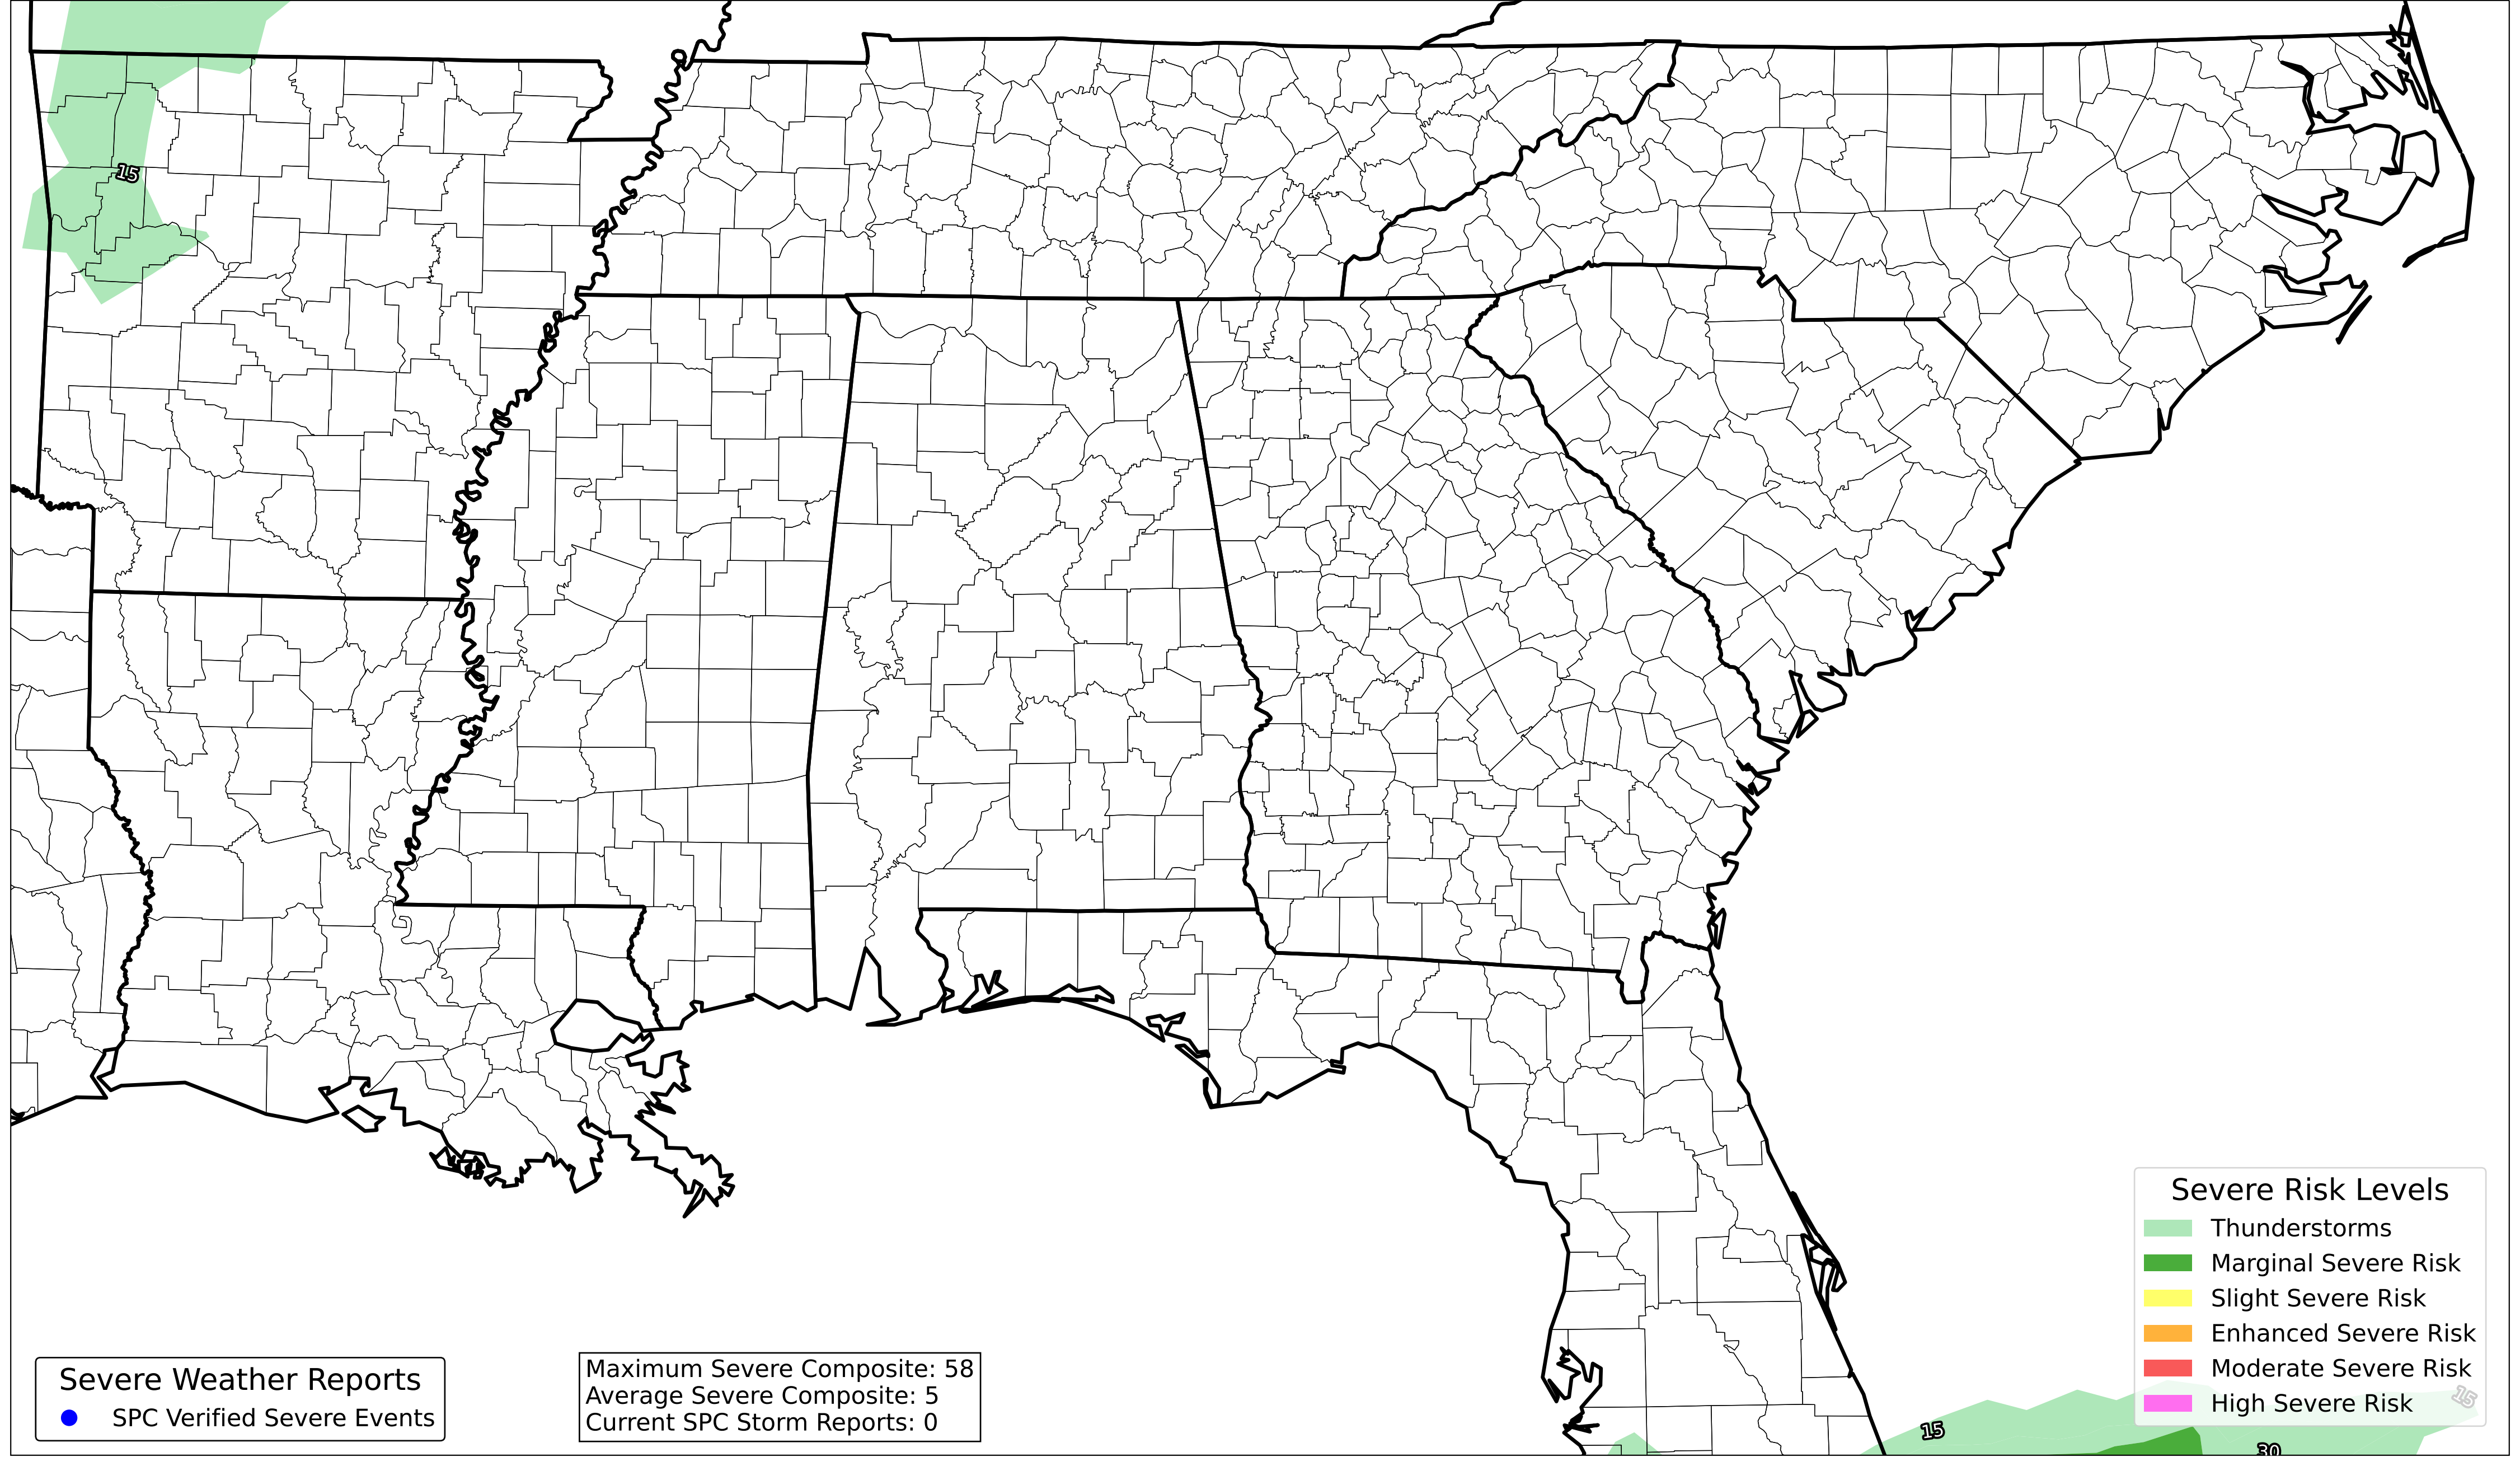 15
Severe Risk Levels
Thunderstorms
Marginal Severe Risk
Slight Severe Risk
Enhanced Severe Risk
Moderate Severe Risk
High Severe Risk
Severe Weather Reports
SPC Verified Severe Events
Maximum Severe Composite: 58
Average Severe Composite: 5
Current SPC Storm Reports: 0
15
15
30